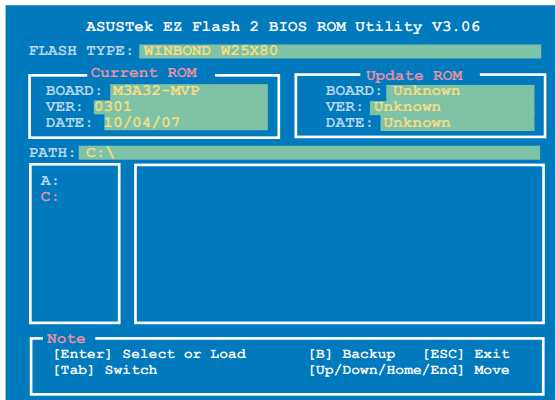 ASUSTek EZ Flash 2 BIOS ROM Utility V3.06
FLASH TYPE: WINBOND W25X80
Current ROM
BOARD: M3A32-MVP
VER: 0301
DATE: 10/04/07
Update ROM
BOARD: Unknown
VER: Unknown
DATE: Unknown
PATH: C:\
A:
C:
Note
[Enter] Select or Load [B] Backup [ESC] Exit
[Tab] Switch [Up/Down/Home/End] Move